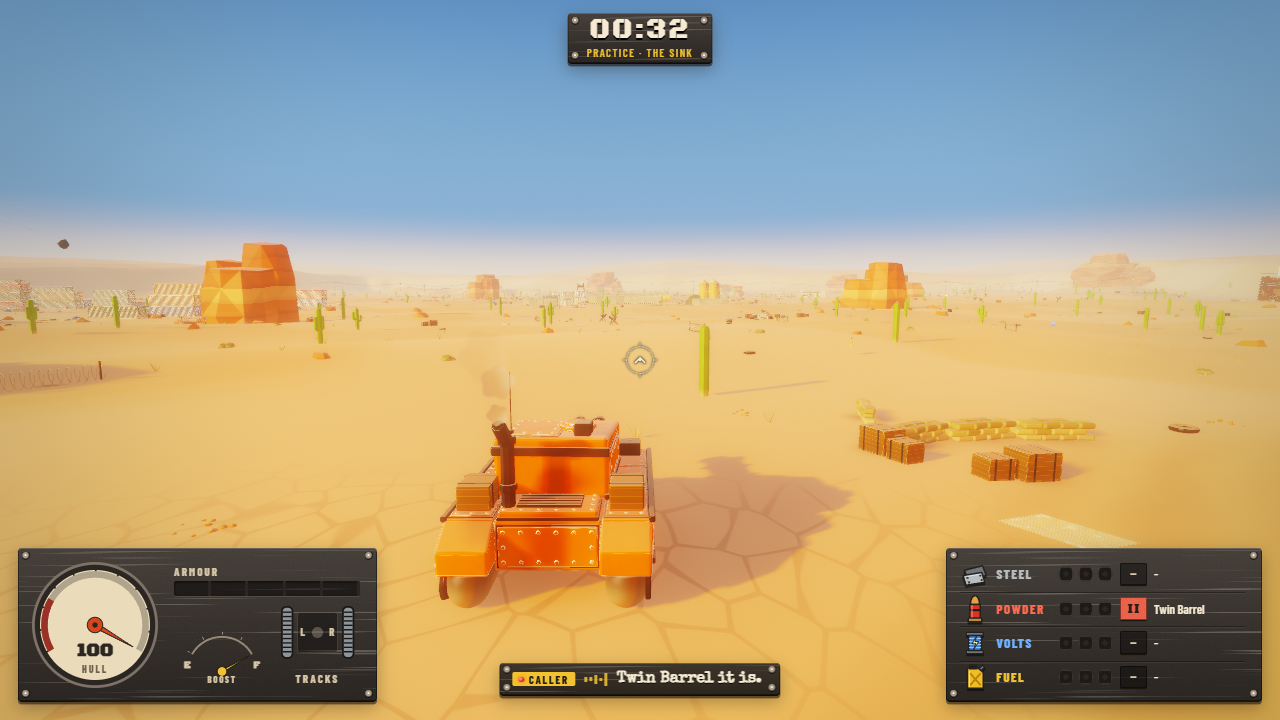 00:32
PRACTICE · THE SINK
ARMOUR
100
HULL
E F
BOOST
L R
TRACKS
STEEL - -
POWDER II Twin Barrel
VOLTS - -
FUEL - -
CALLER Twin Barrel it is.